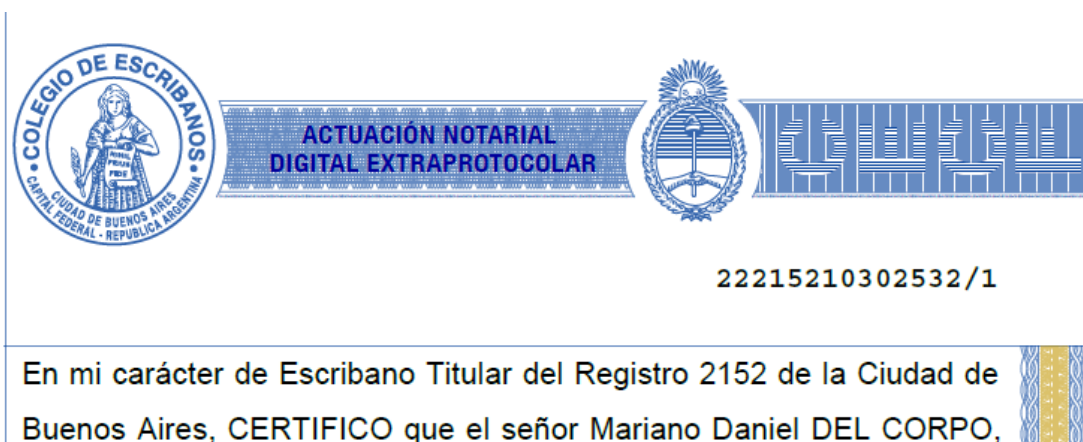 COLEGIO DE ESCRIBANOS
CIUDAD DE BUENOS AIRES
CAPITAL FEDERAL - REPUBLICA ARGENTINA
ACTUACIÓN NOTARIAL
DIGITAL EXTRAPROTOCOLAR
22215210302532/1
En mi carácter de Escribano Titular del Registro 2152 de la Ciudad de
Buenos Aires, CERTIFICO que el señor Mariano Daniel DEL CORPO,